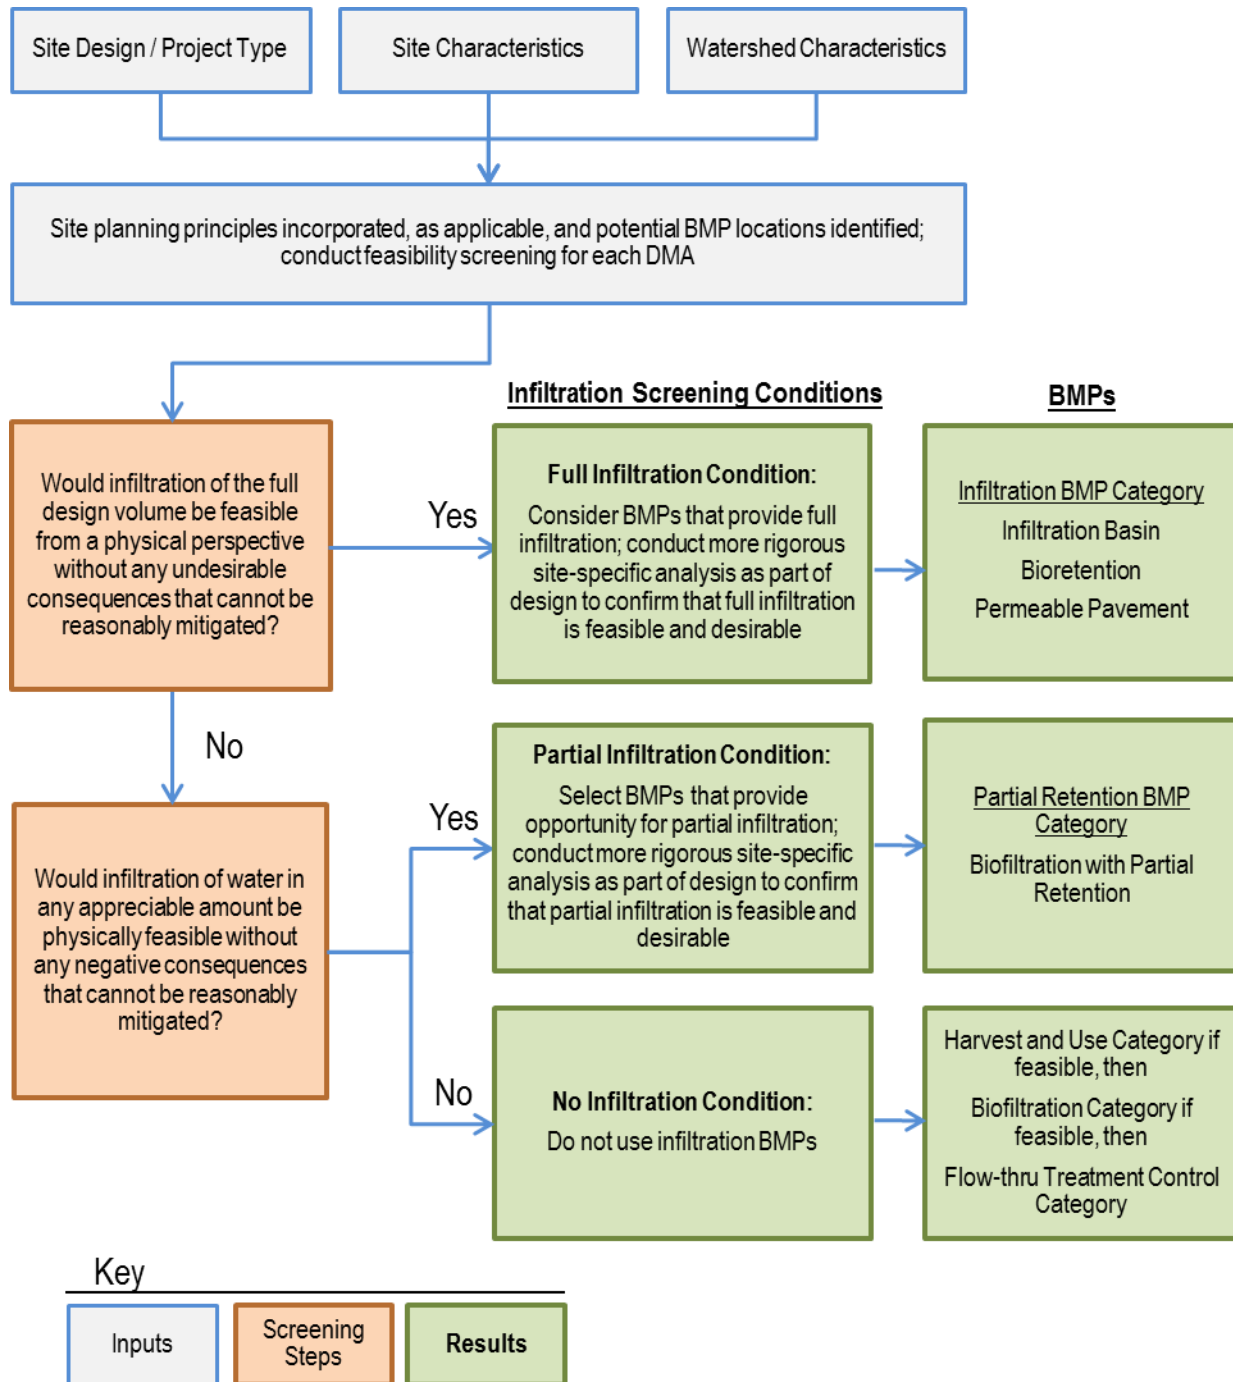 Site Design / Project Type
Site Characteristics
Watershed Characteristics
Site planning principles incorporated, as applicable, and potential BMP locations identified;
conduct feasibility screening for each DMA
Infiltration Screening Conditions
BMPs
Would infiltration of the full
design volume be feasible
from a physical perspective
without any undesirable
consequences that cannot be
reasonably mitigated?
Yes
Full Infiltration Condition:
Consider BMPs that provide full
infiltration; conduct more rigorous
site-specific analysis as part of
design to confirm that full infiltration
is feasible and desirable
Infiltration BMP Category
Infiltration Basin
Bioretention
Permeable Pavement
No
Would infiltration of water in
any appreciable amount be
physically feasible without
any negative consequences
that cannot be reasonably
mitigated?
Yes
Partial Infiltration Condition:
Select BMPs that provide
opportunity for partial infiltration;
conduct more rigorous site-specific
analysis as part of design to confirm
that partial infiltration is feasible and
desirable
Partial Retention BMP
Category
Biofiltration with Partial
Retention
No
No Infiltration Condition:
Do not use infiltration BMPs
Harvest and Use Category if
feasible, then
Biofiltration Category if
feasible, then
Flow-thru Treatment Control
Category
Key
Inputs
Screening
Steps
Results